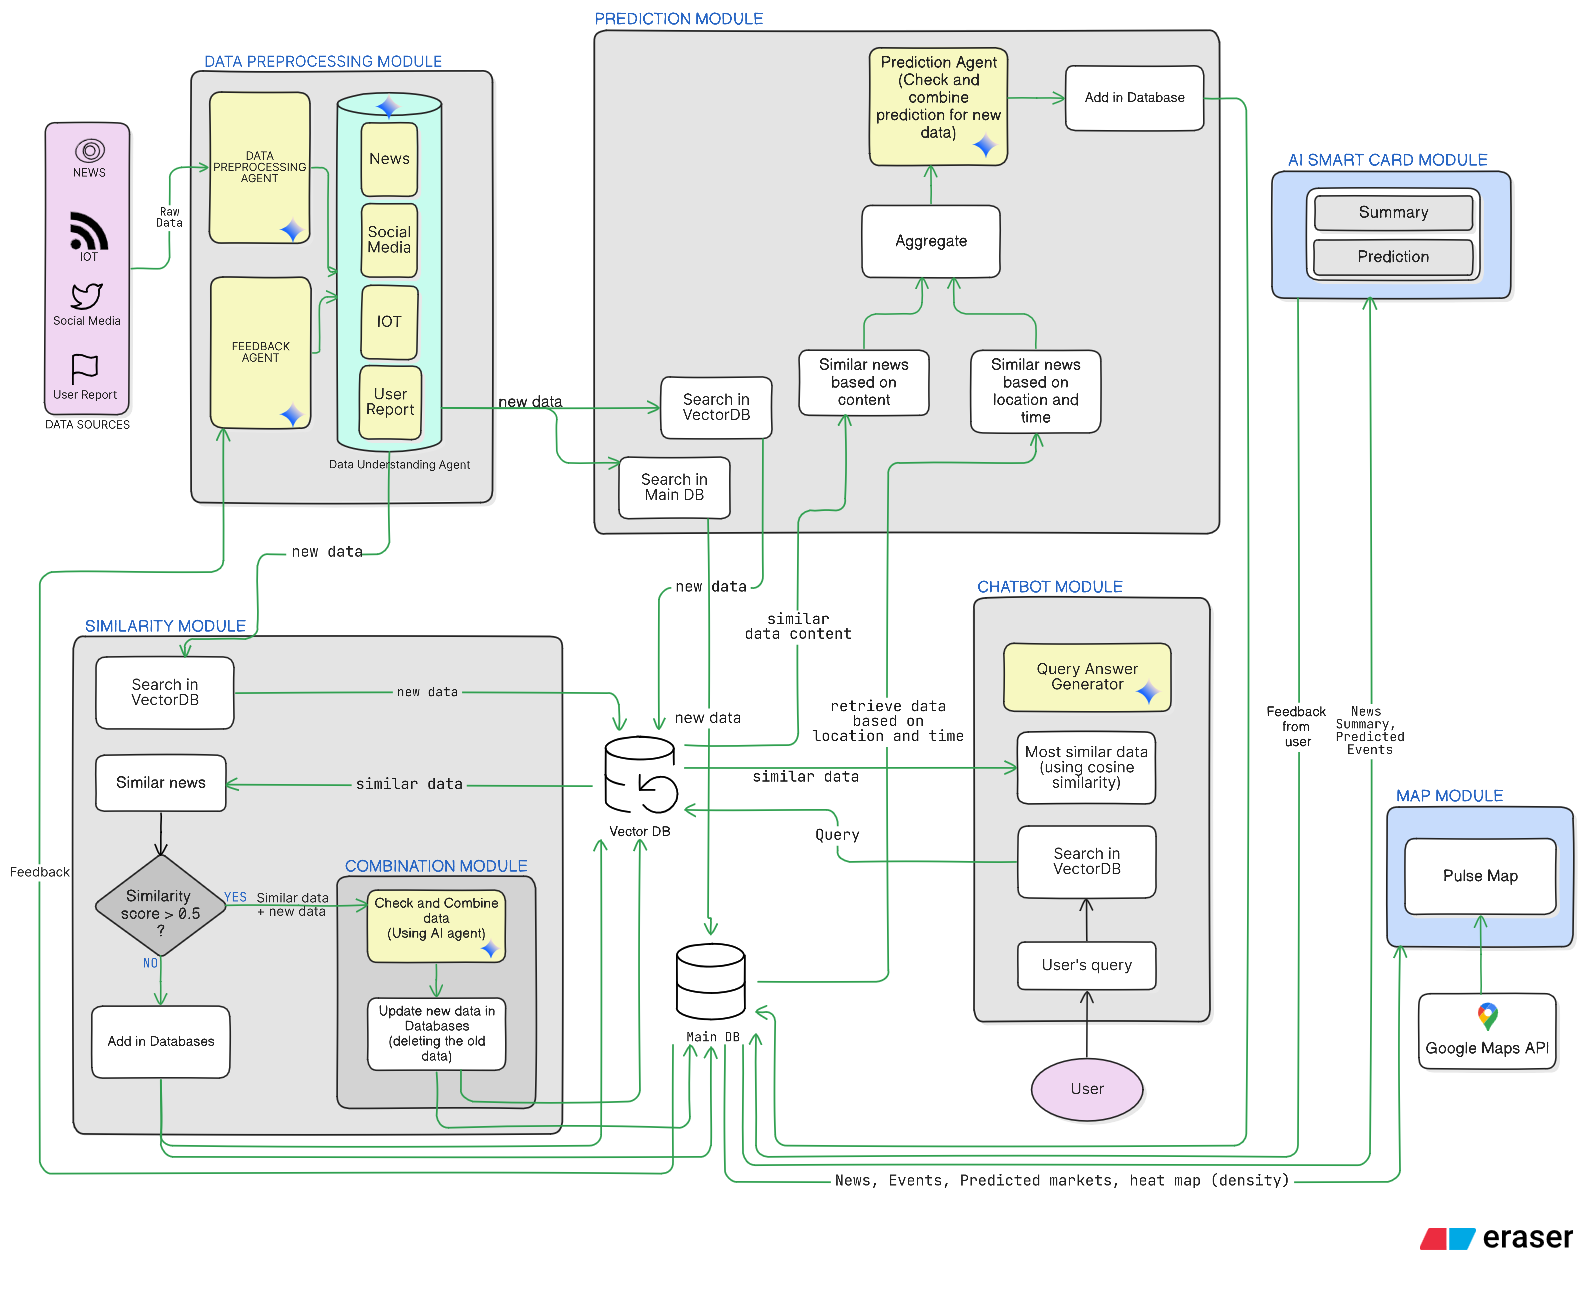 PREDICTION MODULE
DATA PREPROCESSING MODULE
NEWS
IOT
Social Media
User Report
DATA SOURCES
Raw
Data
DATA
PREPROCESSING
AGENT
FEEDBACK
AGENT
News
Social
Media
IOT
User
Report
Data Understanding Agent
new data
new data
Prediction Agent
(Check and
combine
prediction for new
data)
Add in Database
Aggregate
Similar news
based on
content
Similar news
based on
location and
time
Search in
VectorDB
Search in
Main DB
AI SMART CARD MODULE
Summary
Prediction
new data
similar
data content
new data
retrieve data
based on
location and time
SIMILARITY MODULE
Search in
VectorDB
new data
Similar news
similar data
Similarity
score > 0.5
?
YES
Similar data
+ new data
NO
Add in Databases
Feedback
COMBINATION MODULE
Check and Combine
data
(Using AI agent)
Update new data in
Databases
(deleting the old
data)
Vector DB
similar data
Query
Main DB
CHATBOT MODULE
Query Answer
Generator
Most similar data
(using cosine
similarity)
Search in
VectorDB
User's query
User
Feedback
from
user
News
Summary,
Predicted
Events
MAP MODULE
Pulse Map
Google Maps API
News, Events, Predicted markets, heat map (density)
eraser